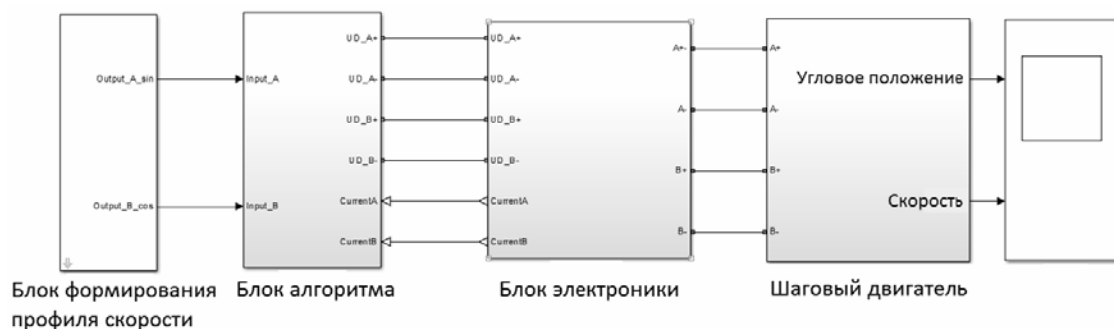 Output_A_sin
Output_B_cos
Input_A
Input_B
UD_A+
UD_A-
UD_B+
UD_B-
CurrentA
CurrentB
UD_A+
UD_A-
UD_B+
UD_B-
CurrentA
CurrentB
A+
A-
B+
B-
A+
A-
B+
B-
Угловое положение
Скорость
Блок формирования
профиля скорости
Блок алгоритма
Блок электроники
Шаговый двигатель